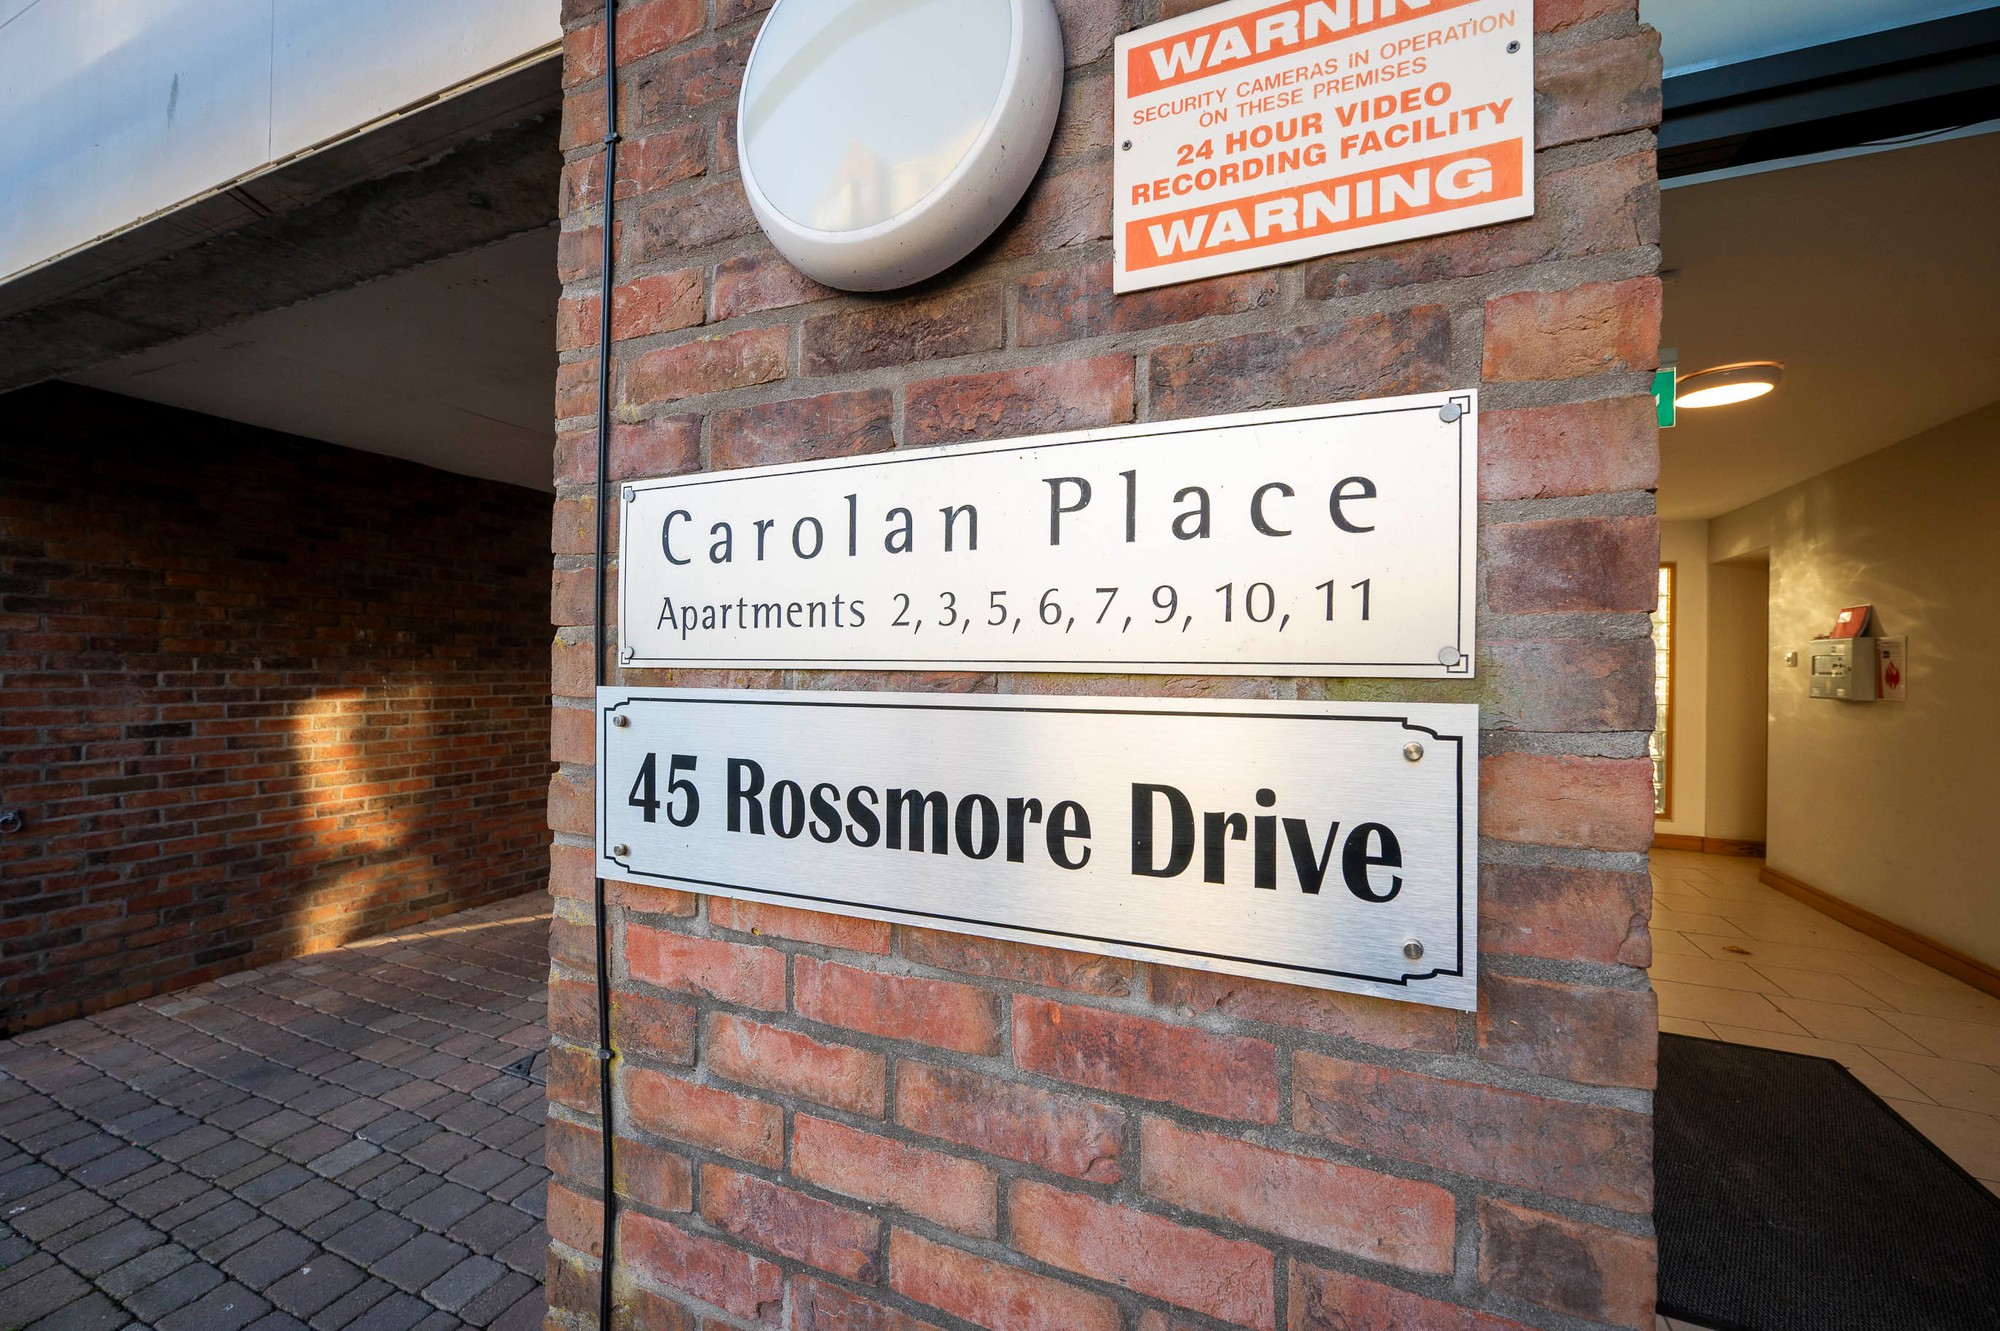 WARNING
SECURITY CAMERAS IN OPERATION
ON THESE PREMISES
24 HOUR VIDEO
RECORDING FACILITY
WARNING
Carolan Place
Apartments 2, 3, 5, 6, 7, 9, 10, 11
45 Rossmore Drive